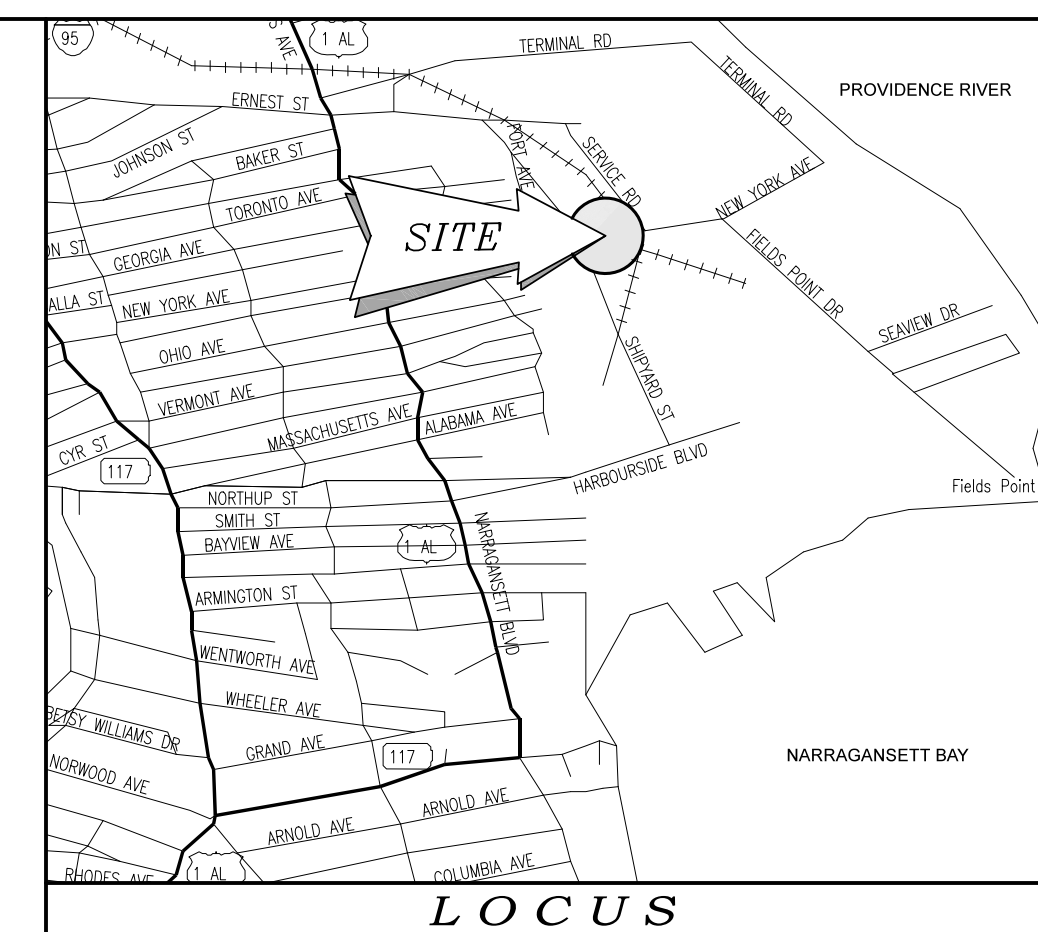 95
S AVE
1 AL
TERMINAL RD
TERMINAL RD
PROVIDENCE RIVER
ERNEST ST
JOHNSON ST
BAKER ST
PORT AVE
SERVICE RD
TORONTO AVE
NEW YORK AVE
SITE
ON ST
GEORGIA AVE
FIELDS POINT DR
ALLA ST
NEW YORK AVE
SEAVIEW DR
OHIO AVE
SHIPYARD ST
VERMONT AVE
MASSACHUSETTS AVE
ALABAMA AVE
CYR ST
117
HARBOURSIDE BLVD
Fields Point
NORTHUP ST
SMITH ST
BAYVIEW AVE
1 AL
NARRAGANSETT BLVD
ARMINGTON ST
WENTWORTH AVE
WHEELER AVE
BETSY WILLIAMS DR
GRAND AVE
117
NARRAGANSETT BAY
NORWOOD AVE
ARNOLD AVE
ARNOLD AVE
RHODES AVE
1 AL
COLUMBIA AVE
LOCUS